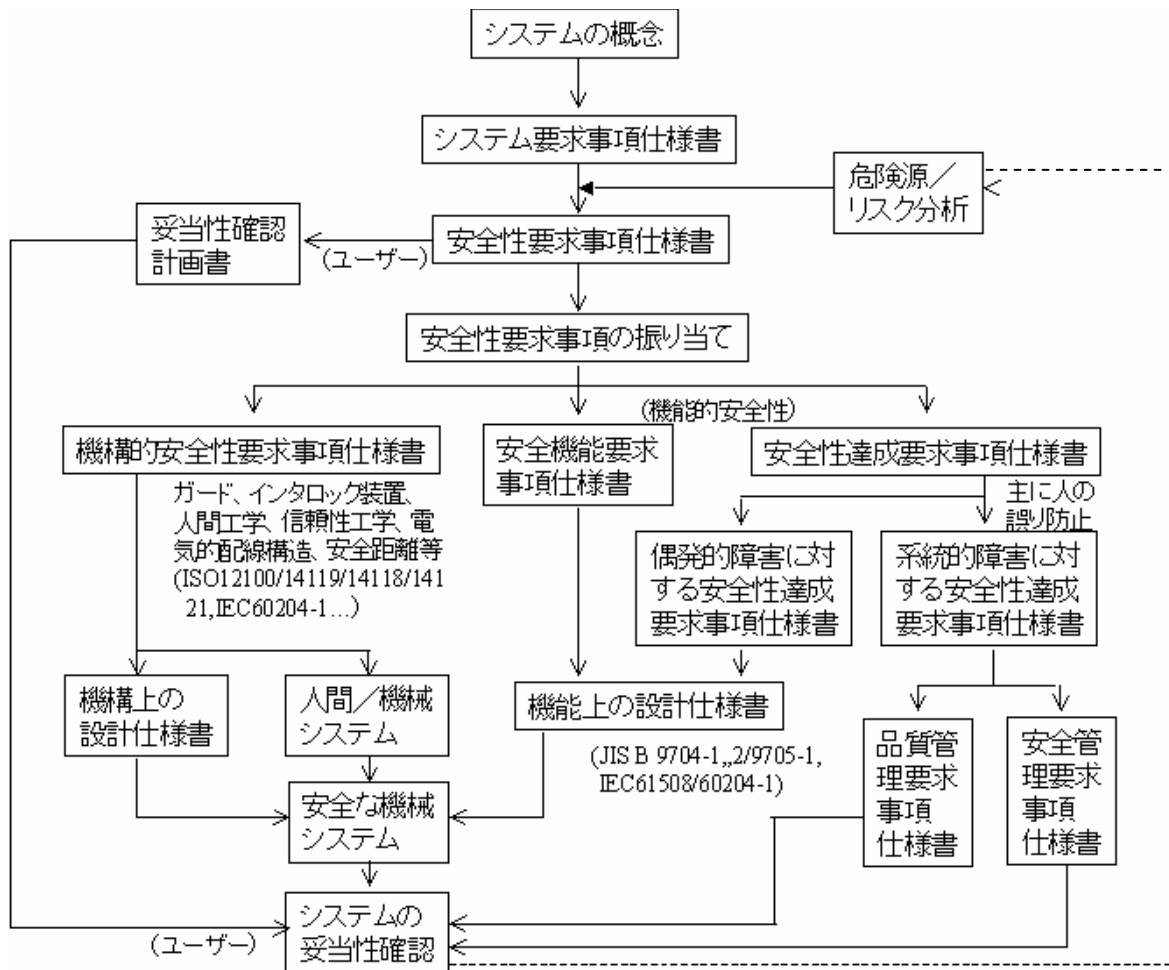 システムの概念
システム要求事項仕様書
危険源／
リスク分析
妥当性確認
計画書
(ユーザー)
安全性要求事項仕様書
安全性要求事項の振り当て
(機能的安全性)
機構的安全性要求事項仕様書
安全機能要求
事項仕様書
安全性達成要求事項仕様書
ガード、インタロック装置、
人間工学、信頼性工学、電
気的配線構造、安全距離等
(ISO12100/14119/14118/141
21,IEC60204-1…)
主に人の
誤り防止
偶発的障害に対
する安全性達成
要求事項仕様書
系統的障害に対
する安全性達成
要求事項仕様書
機構上の
設計仕様書
人間／機械
システム
機能上の設計仕様書
(JIS B 9704-1,,2/9705-1,
IEC61508/60204-1)
品質管
理要求
事項
仕様書
安全管
理要求
事項
仕様書
安全な機械
システム
システムの
妥当性確認
(ユーザー)